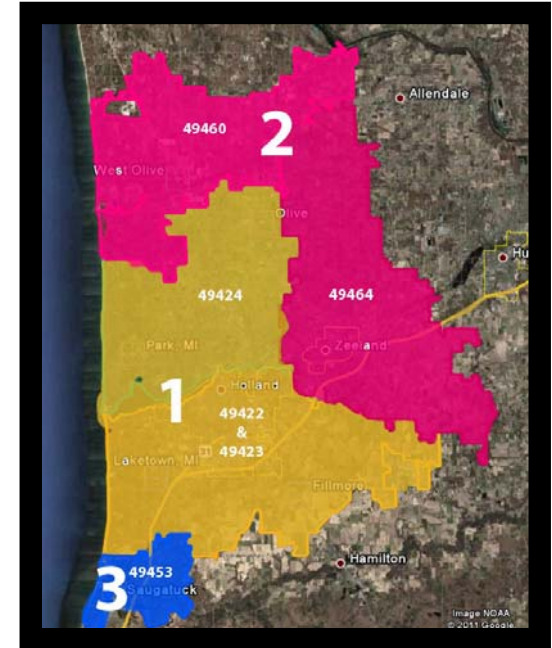 Allendale
49460
2
West Olive
Olive
Hu
49424
49464
Park, MI
Zeeland
1
Holland
49422
&
49423
31
Laketown, MI
Fillmore
Hamilton
3
49453
Saugatuck
Image NOAA
© 2011 Google